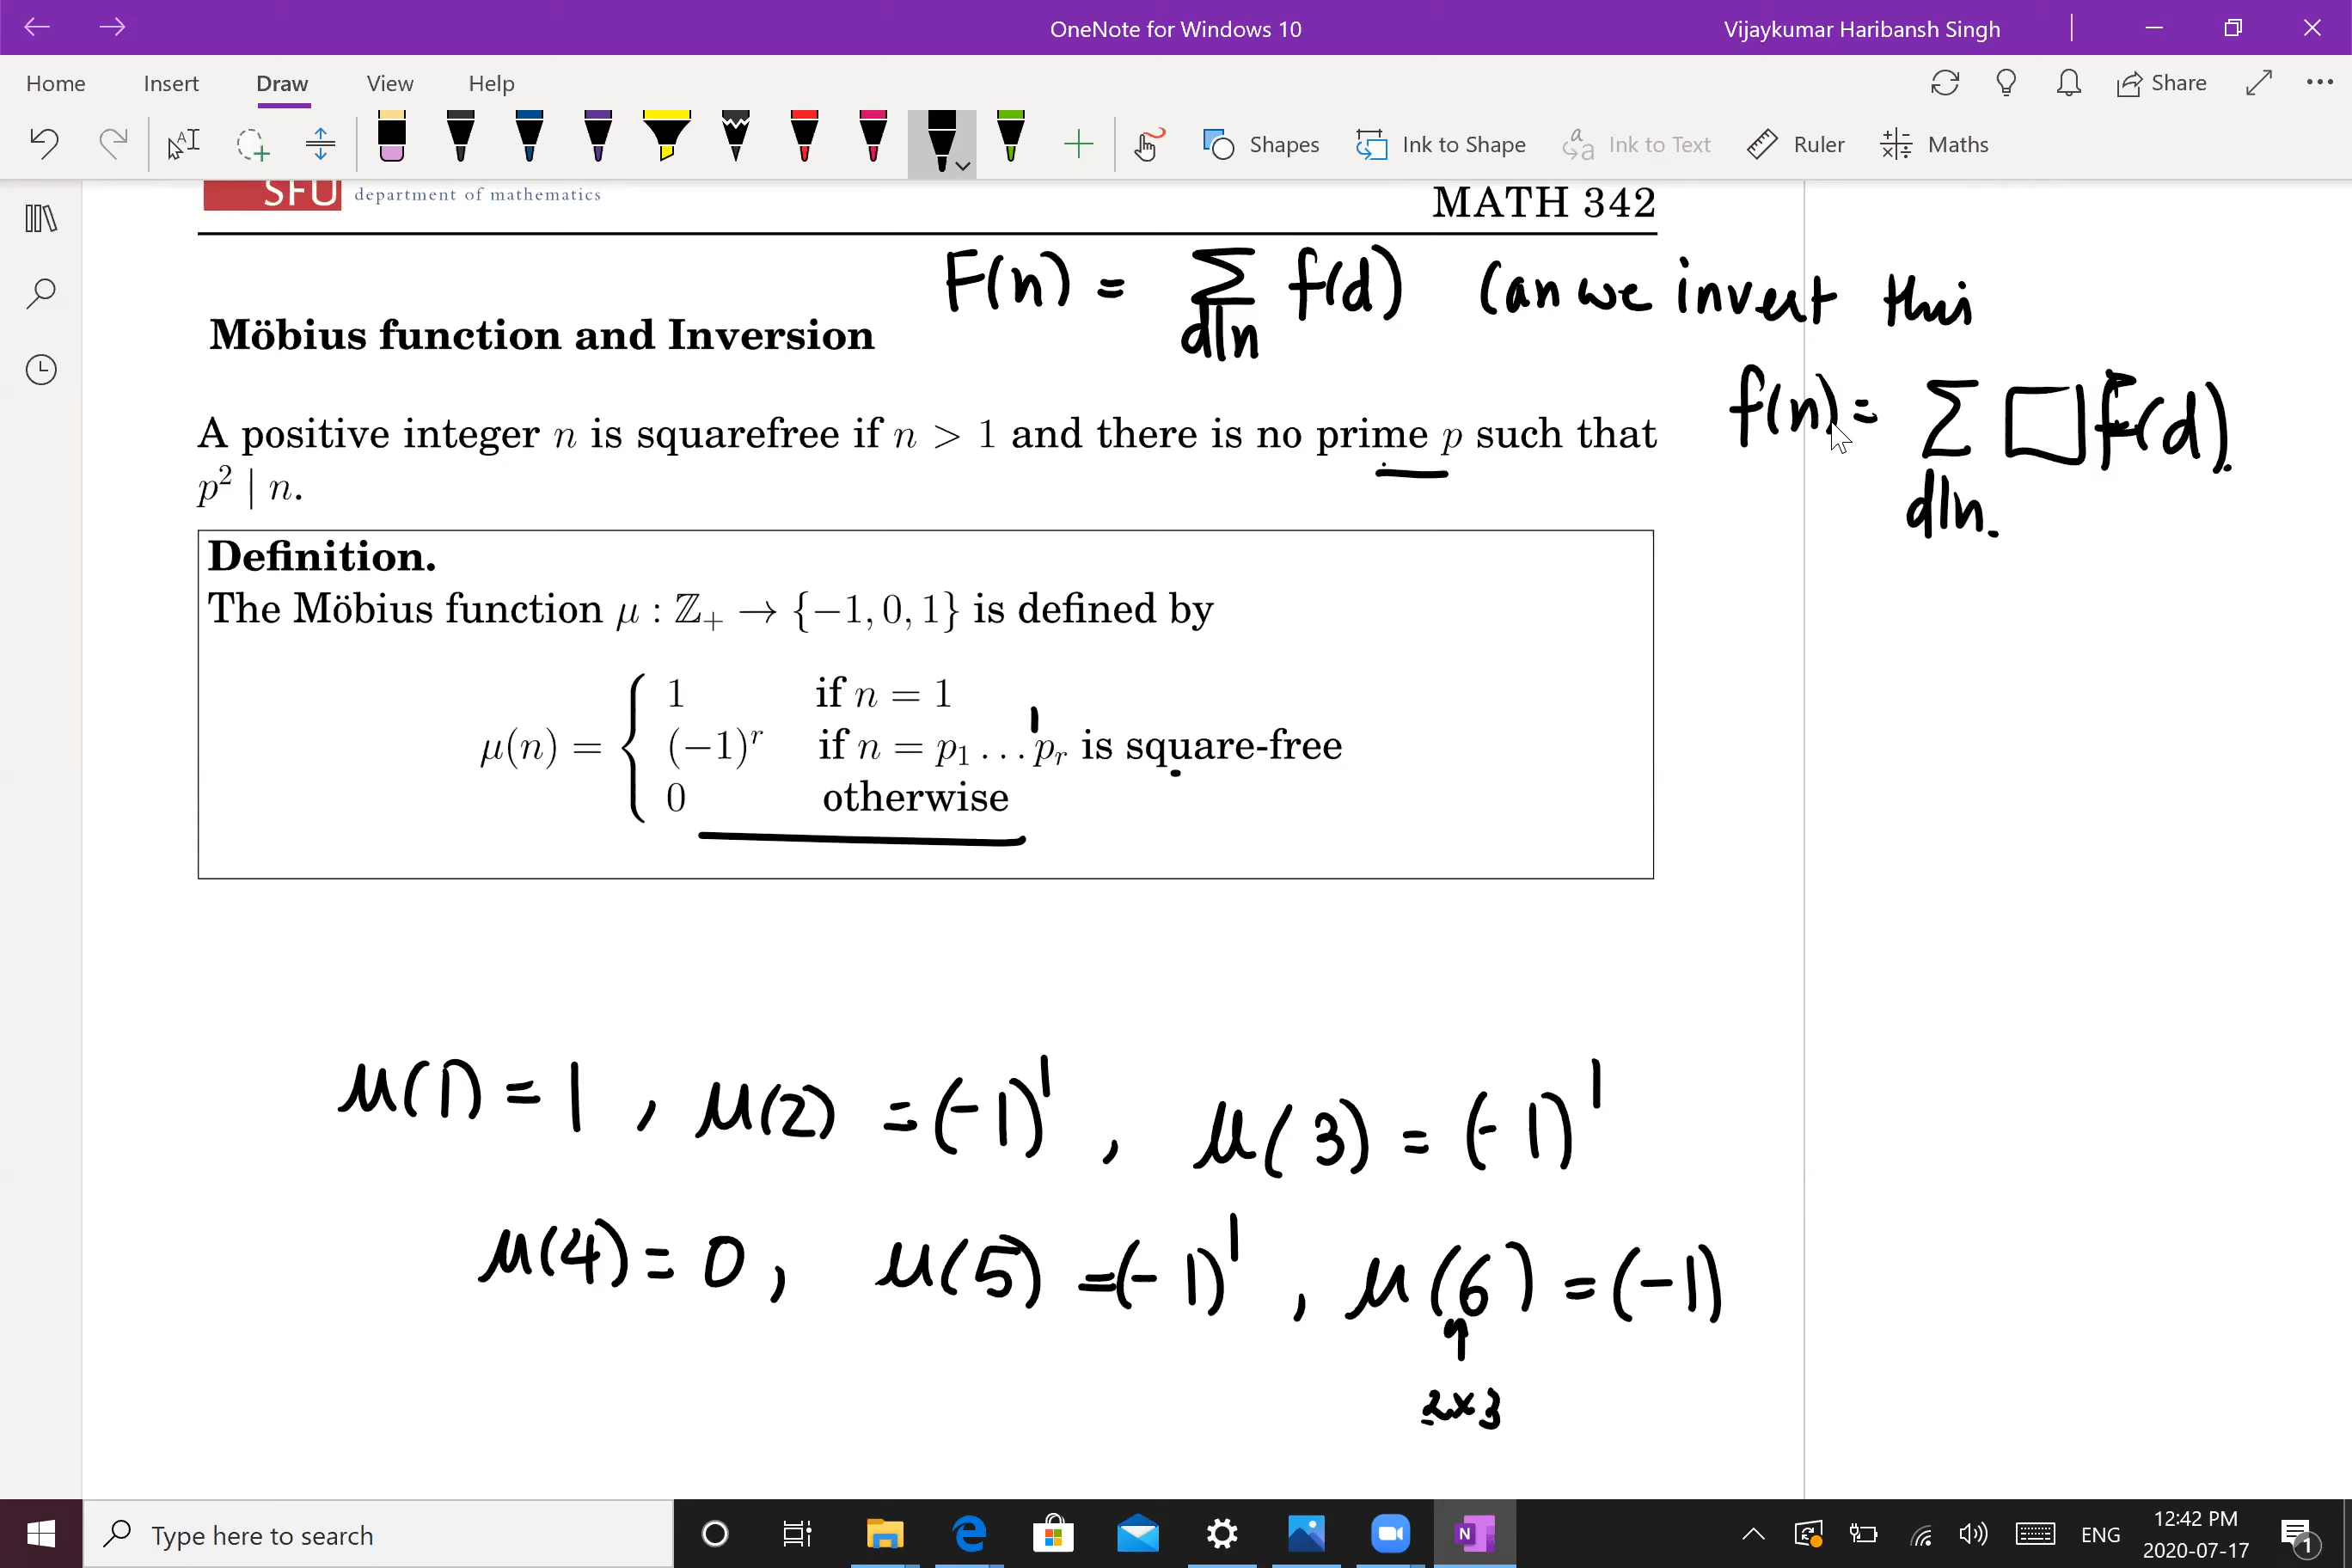 OneNote for Windows 10 Vijaykumar Haribansh Singh
Home Insert Draw View Help Share
Shapes Ink to Shape Ink to Text Ruler Maths
SFU department of mathematics MATH 342
F(n) = ∑ f(d) Can we invert this
d|n
Möbius function and Inversion
f(n) = ∑ □ F(d).
d|n.
A positive integer n is squarefree if n > 1 and there is no prime p such that
p² | n.
Definition.
The Möbius function μ : ℤ₊ → {−1, 0, 1} is defined by
1 if n = 1
μ(n) = { (−1)ʳ if n = p₁ … pᵣ is square-free
0 otherwise
μ(1) = 1 , μ(2) = (-1)¹ , μ(3) = (-1)¹
μ(4) = 0 , μ(5) = (-1)¹ , μ(6) = (-1)
2×3
Type here to search ENG 12:42 PM
2020-07-17 1